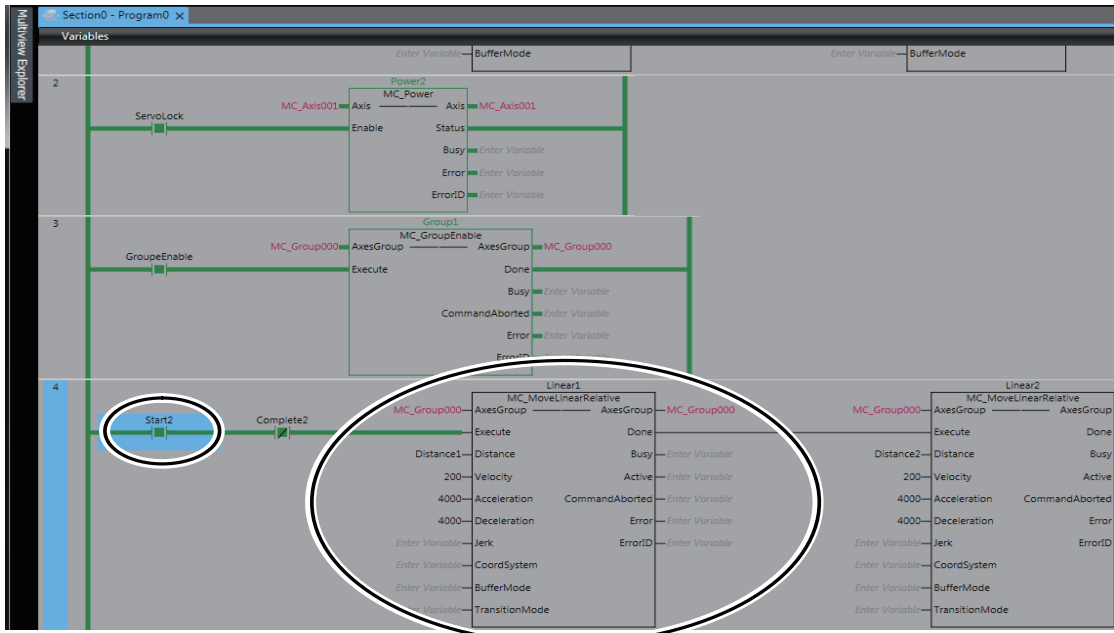 Multiview Explorer
Section0 - Program0
Variables
Enter Variable BufferMode Enter Variable BufferMode
2
Power2
MC_Power
MC_Axis001 Axis Axis MC_Axis001
ServoLock
Enable Status
Busy Enter Variable
Error Enter Variable
ErrorID Enter Variable
3
Group1
MC_GroupEnable
MC_Group000 AxesGroup AxesGroup MC_Group000
GroupeEnable
Execute Done
Busy Enter Variable
CommandAborted Enter Variable
Error Enter Variable
ErrorID
4
Linear1 Linear2
MC_MoveLinearRelative MC_MoveLinearRelative
MC_Group000 AxesGroup AxesGroup MC_Group000 MC_Group000 AxesGroup AxesGroup
Start2 Complete2
Execute Done Execute Done
Distance1 Distance Busy Enter Variable Distance2 Distance Busy
200 Velocity Active Enter Variable 200 Velocity Active
4000 Acceleration CommandAborted Enter Variable 4000 Acceleration CommandAborted
4000 Deceleration Error Enter Variable 4000 Deceleration Error
Enter Variable Jerk ErrorID Enter Variable Enter Variable Jerk ErrorID
Enter Variable CoordSystem Enter Variable CoordSystem
Enter Variable BufferMode Enter Variable BufferMode
Variable TransitionMode Enter Variable TransitionMode